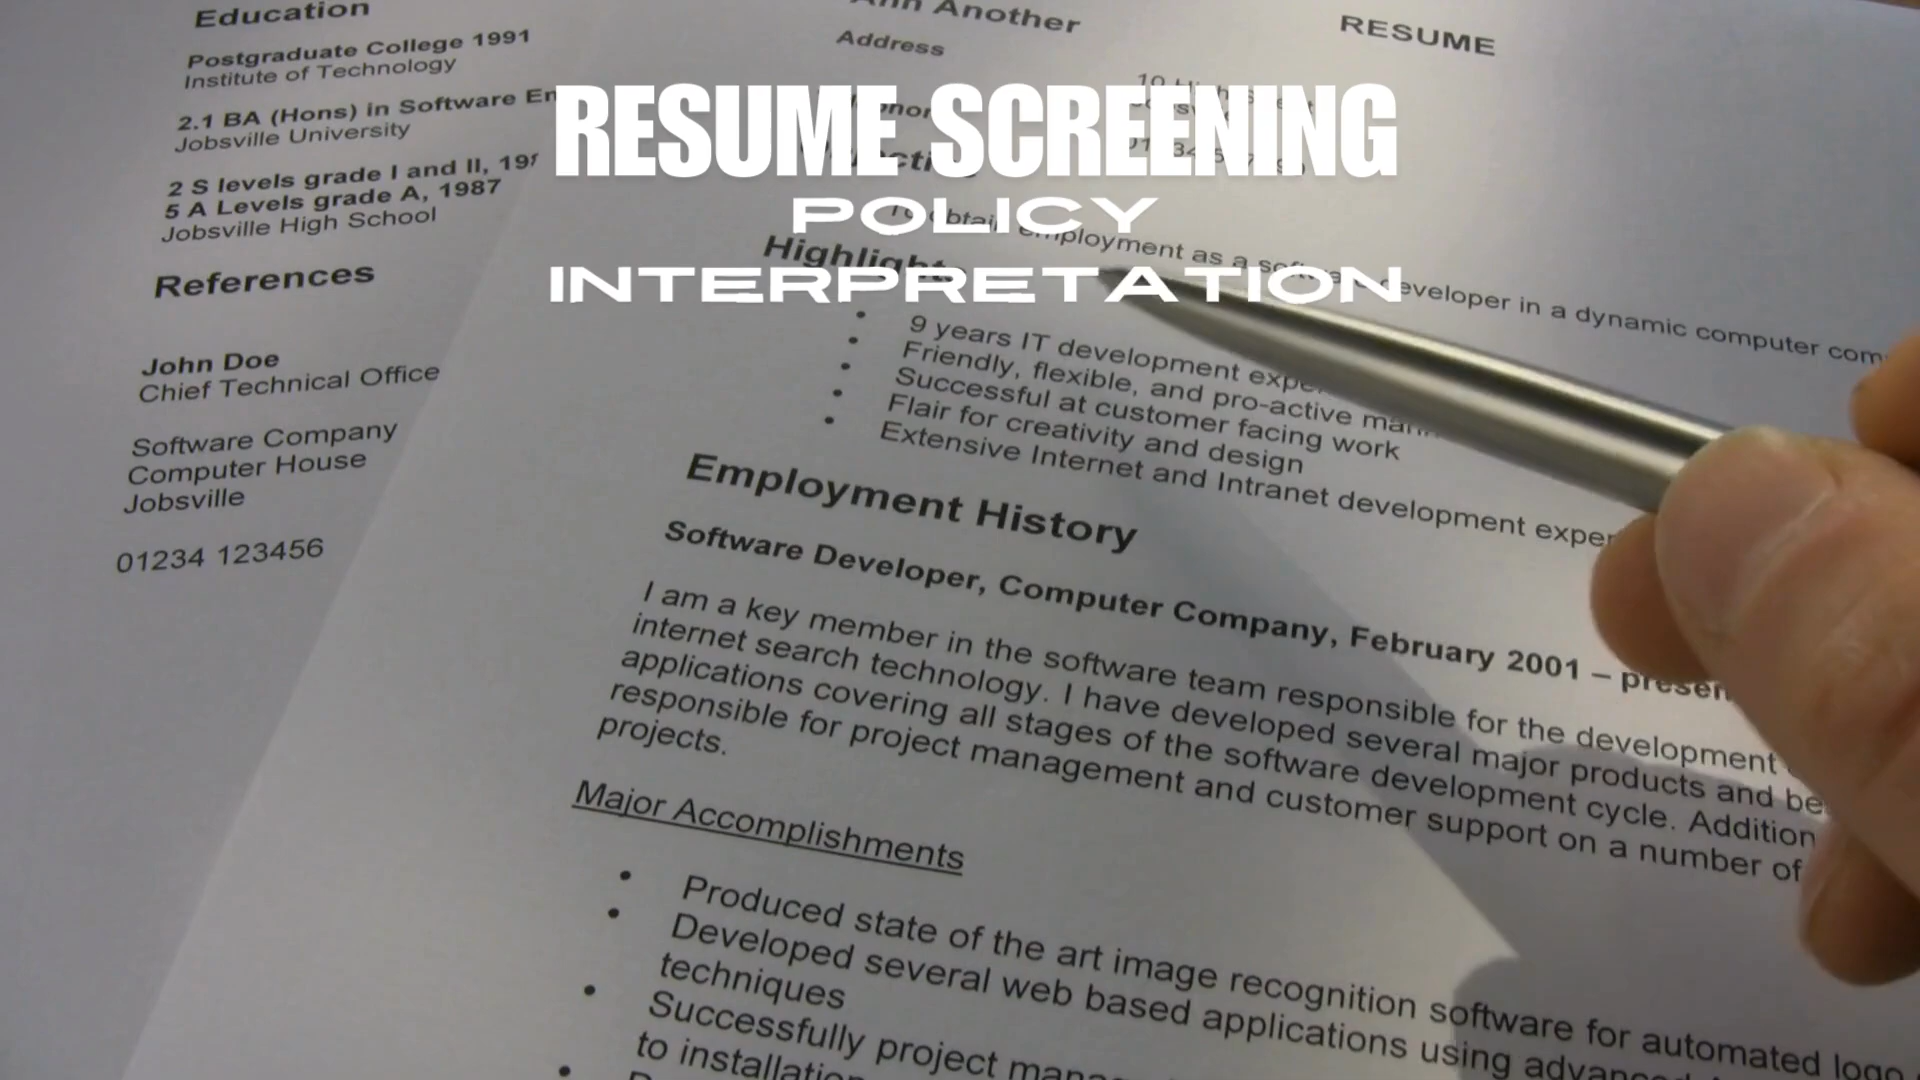 RESUME SCREENING
POLICY
INTERPRETATION
Education
Postgraduate College 1991
Institute of Technology
2.1 BA (Hons) in Software
Jobsville University
2 S levels grade I and II,
5 A Levels grade A, 1987
Jobsville High School
References
John Doe
Chief Technical Office
Software Company
Computer House
Jobsville
01234 123456
Another
RESUME
Address
employment as a developer in a dynamic computer
Highlights
• 9 years IT development
• Friendly, flexible, and pro-active
• Successful at customer facing work
• Flair for creativity and design
• Extensive Internet and Intranet development
Employment History
Software Developer, Computer Company, February 2001 – present
I am a key member in the software team responsible for the development
internet search technology. I have developed several major products and
applications covering all stages of the software development cycle. Addition
responsible for project management and customer support on a number of
projects.
Major Accomplishments
• Produced state of the art image recognition software for automated logo
• Developed several web based applications using
techniques
• Successfully project
to